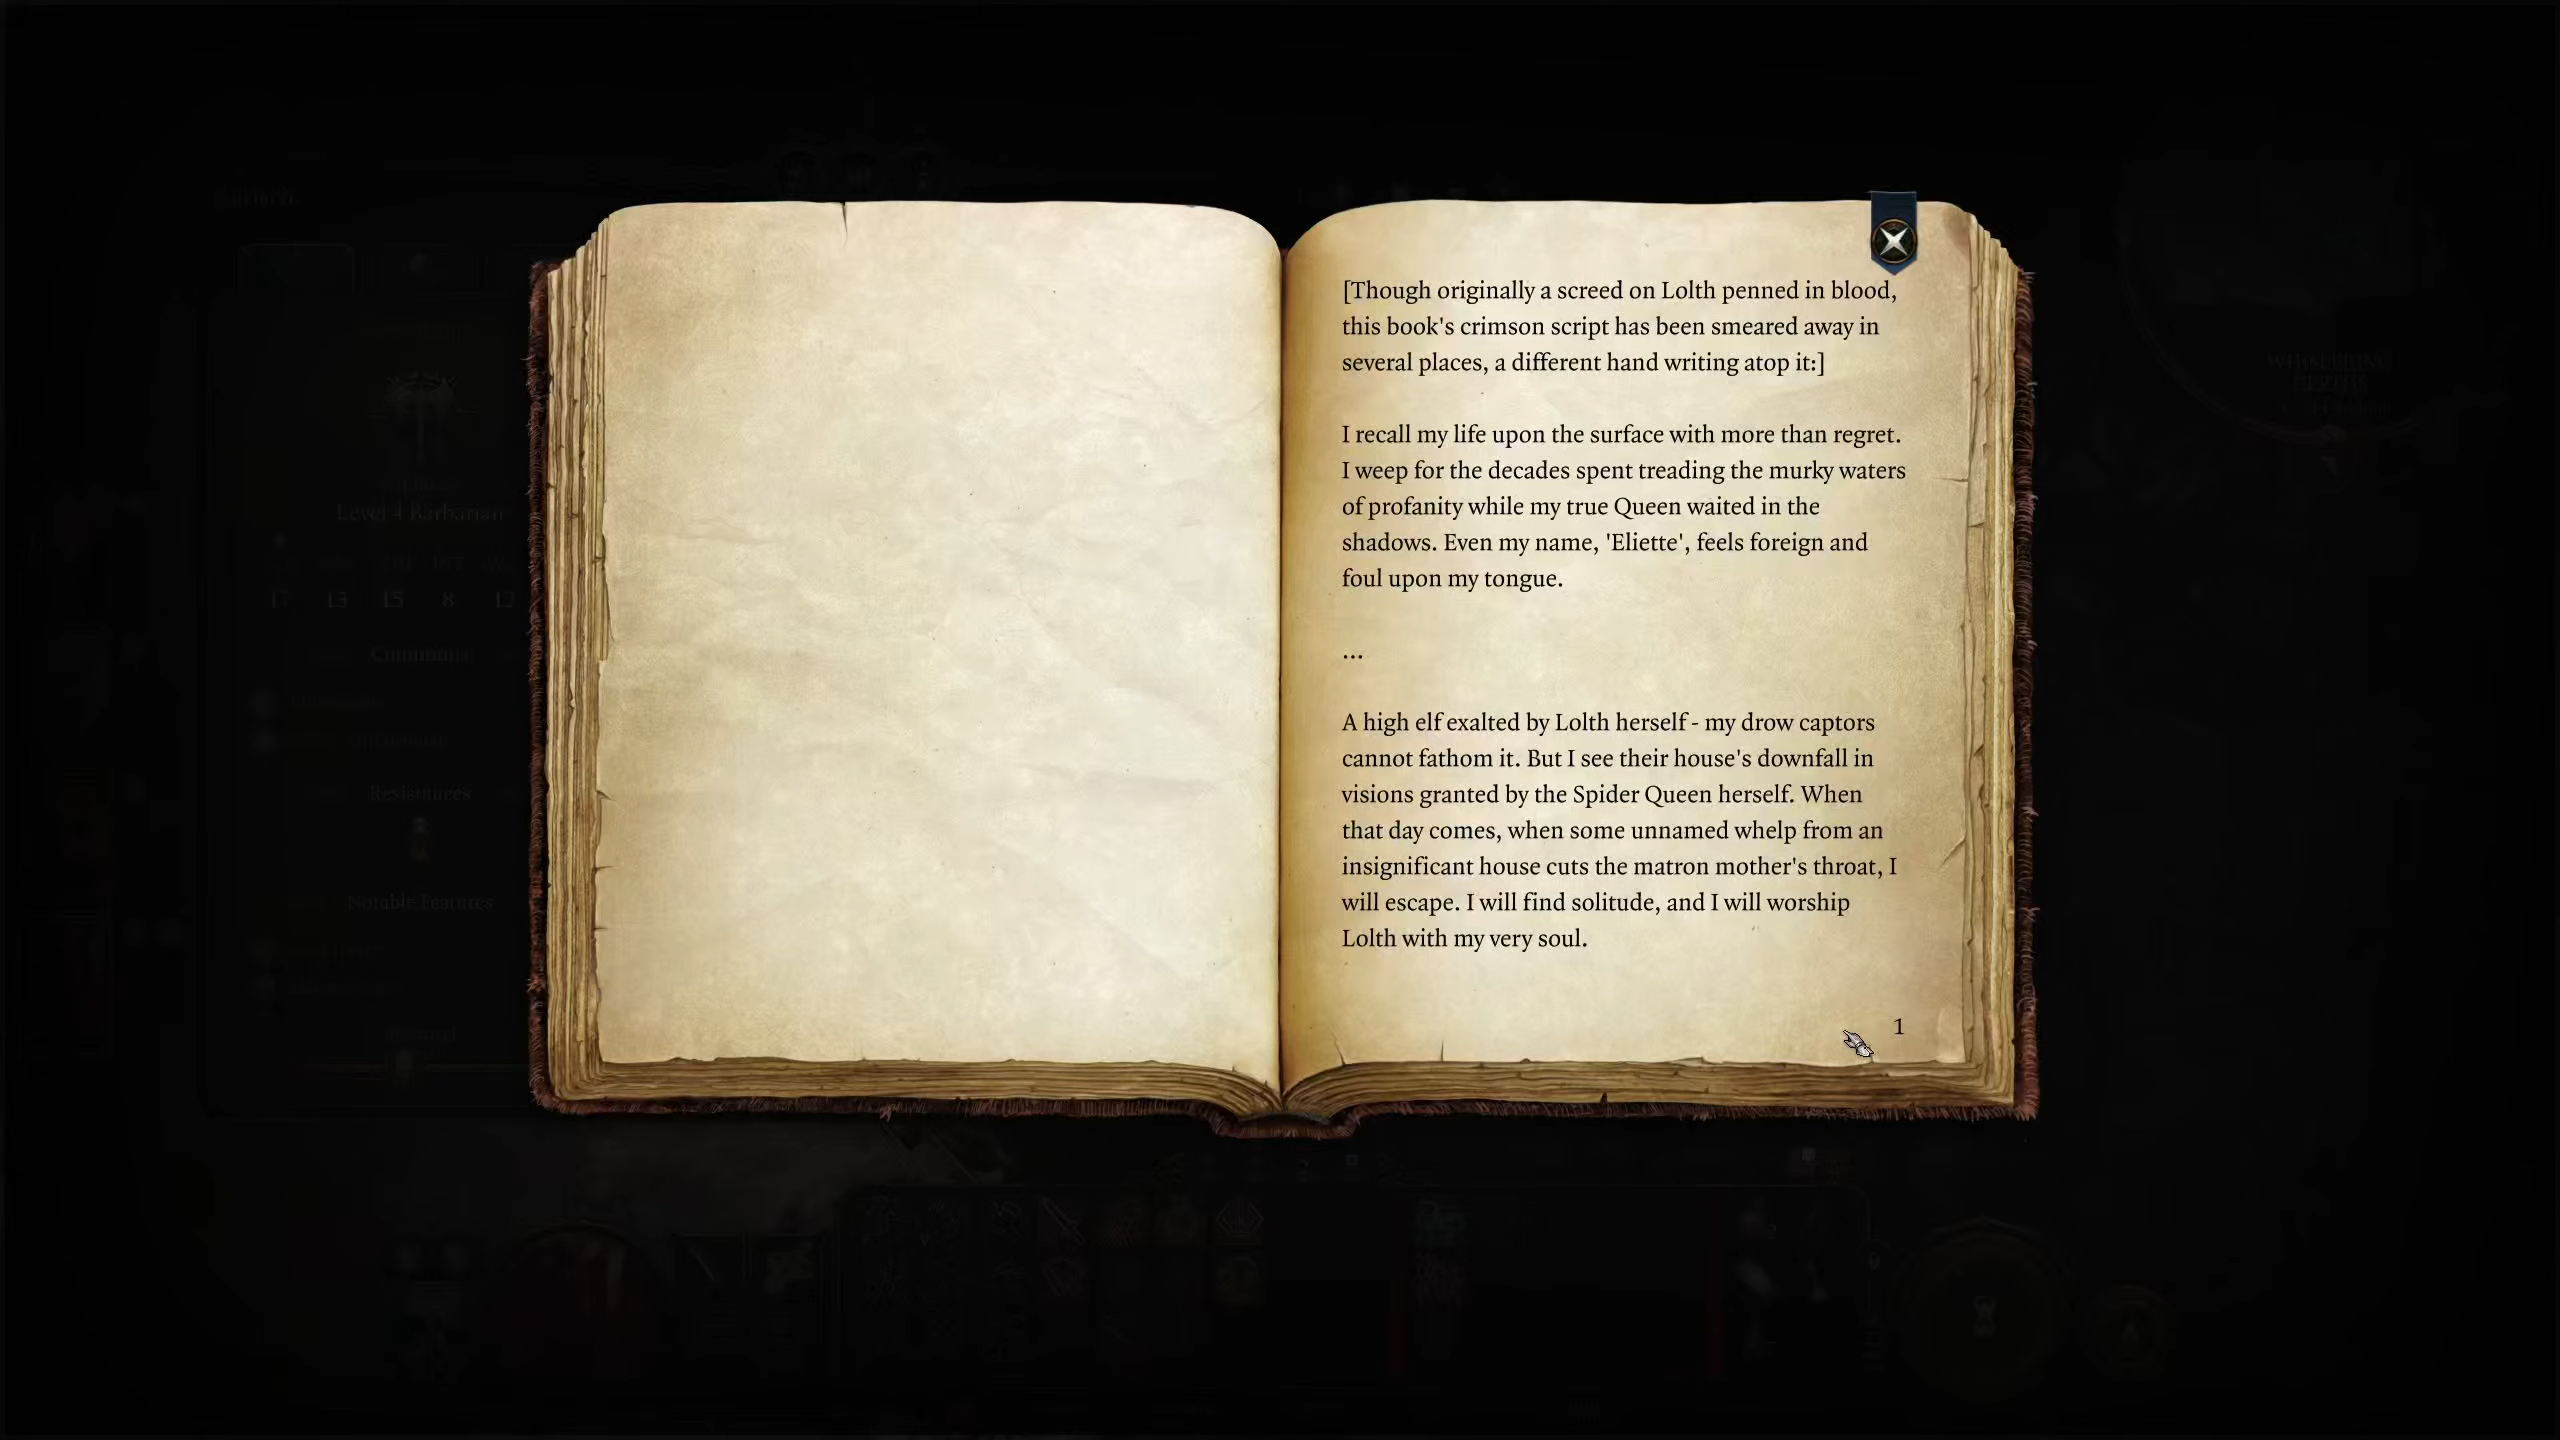 Level 4 Barbarian
17 13 15 8 12
Resistances
Notable Features
[Though originally a screed on Lolth penned in blood,
this book's crimson script has been smeared away in
several places, a different hand writing atop it:]
I recall my life upon the surface with more than regret.
I weep for the decades spent treading the murky waters
of profanity while my true Queen waited in the
shadows. Even my name, 'Eliette', feels foreign and
foul upon my tongue.
...
A high elf exalted by Lolth herself - my drow captors
cannot fathom it. But I see their house's downfall in
visions granted by the Spider Queen herself. When
that day comes, when some unnamed whelp from an
insignificant house cuts the matron mother's throat, I
will escape. I will find solitude, and I will worship
Lolth with my very soul.
1